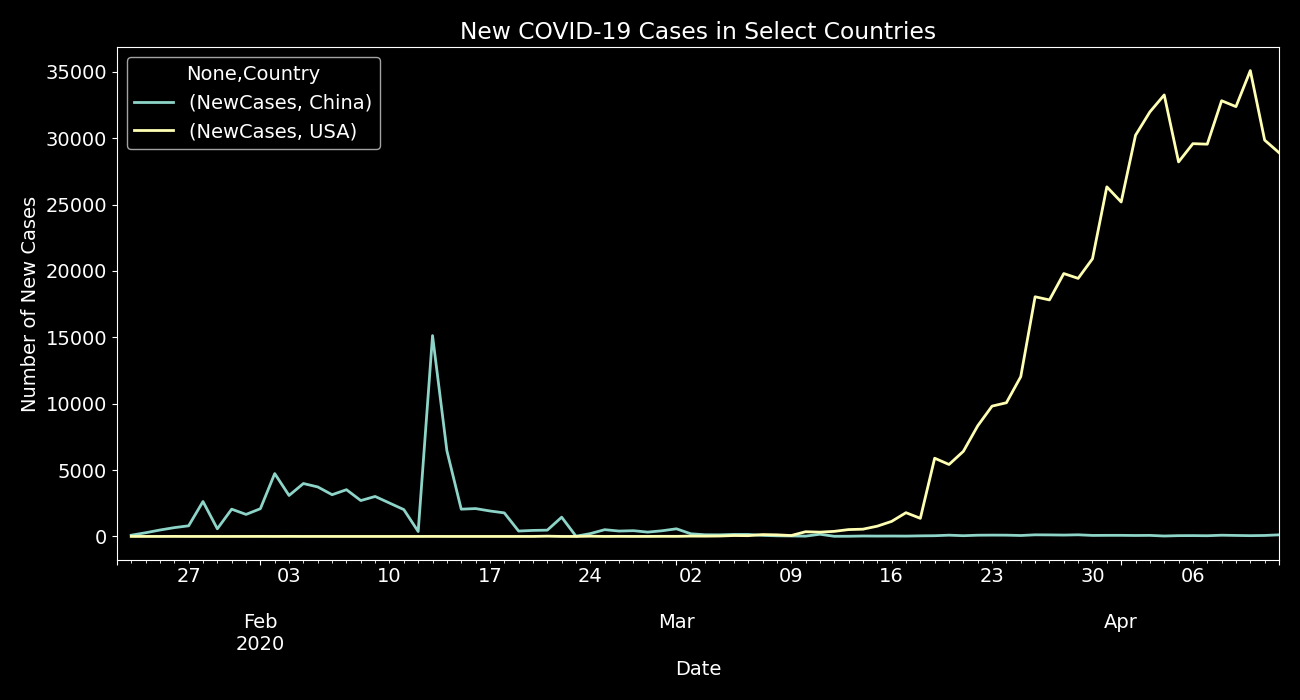 New COVID-19 Cases in Select Countries
None,Country
(NewCases, China)
(NewCases, USA)
Number of New Cases
35000
30000
25000
20000
15000
10000
5000
0
27 03 10 17 24 02 09 16 23 30 06
Feb Mar Apr
2020
Date